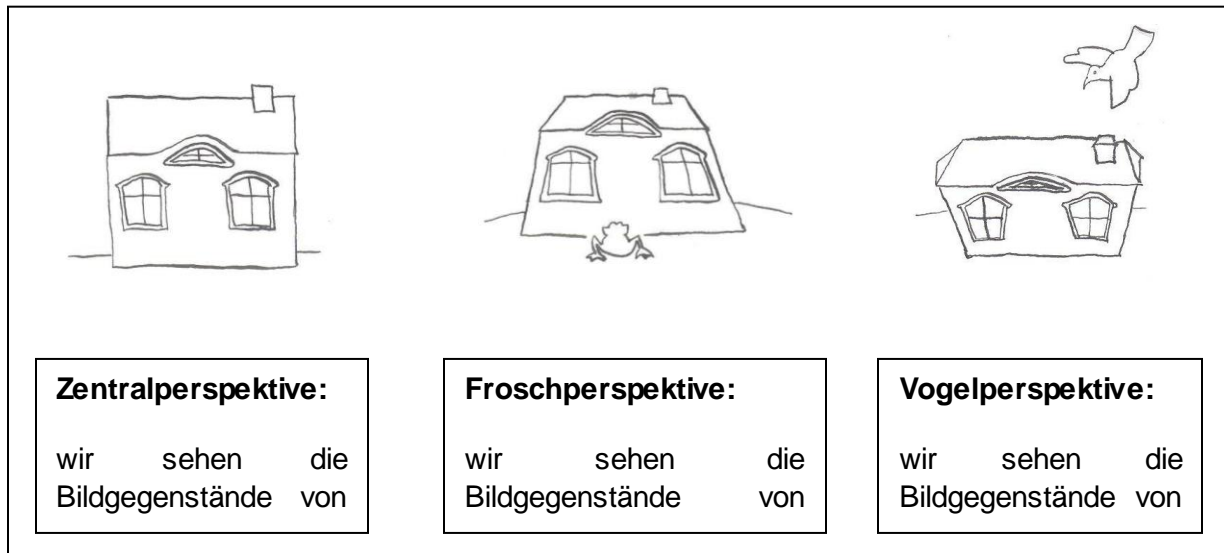 Zentralperspektive:
wir sehen die
Bildgegenstände von
Froschperspektive:
wir sehen die
Bildgegenstände von
Vogelperspektive:
wir sehen die
Bildgegenstände von